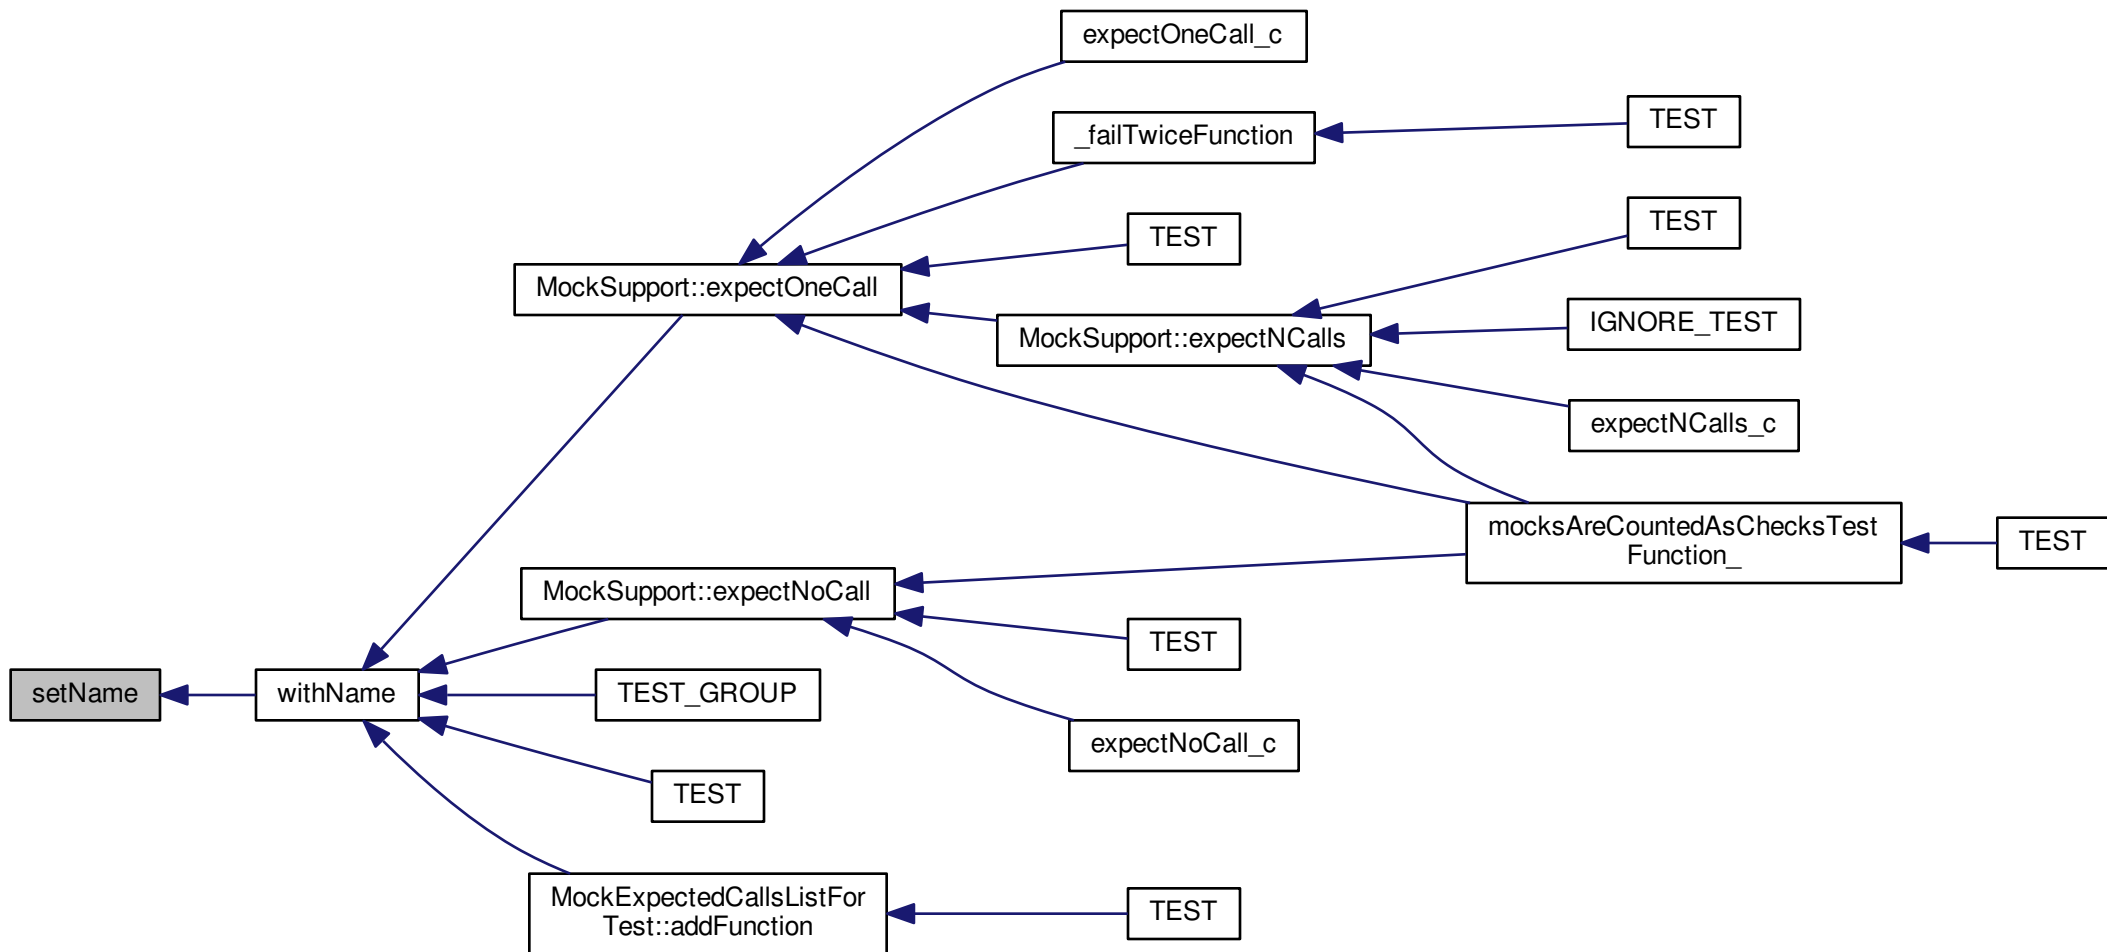 expectOneCall_c
_failTwiceFunction
TEST
TEST
TEST
MockSupport::expectOneCall
IGNORE_TEST
MockSupport::expectNCalls
expectNCalls_c
mocksAreCountedAsChecksTest
Function_
TEST
MockSupport::expectNoCall
TEST
setName
withName
TEST_GROUP
expectNoCall_c
TEST
MockExpectedCallsListFor
Test::addFunction
TEST